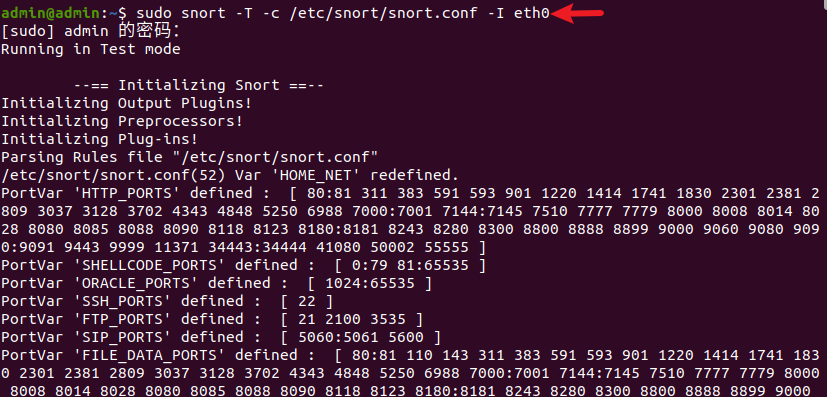 admin@admin:~$ sudo snort -T -c /etc/snort/snort.conf -I eth0
[sudo] admin 的密码：
Running in Test mode
--== Initializing Snort ==--
Initializing Output Plugins!
Initializing Preprocessors!
Initializing Plug-ins!
Parsing Rules file "/etc/snort/snort.conf"
/etc/snort/snort.conf(52) Var 'HOME_NET' redefined.
PortVar 'HTTP_PORTS' defined :  [ 80:81 311 383 591 593 901 1220 1414 1741 1830 2301 2381 2
809 3037 3128 3702 4343 4848 5250 6988 7000:7001 7144:7145 7510 7777 7779 8000 8008 8014 80
28 8080 8085 8088 8090 8118 8123 8180:8181 8243 8280 8300 8800 8888 8899 9000 9060 9080 909
0:9091 9443 9999 11371 34443:34444 41080 50002 55555 ]
PortVar 'SHELLCODE_PORTS' defined :  [ 0:79 81:65535 ]
PortVar 'ORACLE_PORTS' defined :  [ 1024:65535 ]
PortVar 'SSH_PORTS' defined :  [ 22 ]
PortVar 'FTP_PORTS' defined :  [ 21 2100 3535 ]
PortVar 'SIP_PORTS' defined :  [ 5060:5061 5600 ]
PortVar 'FILE_DATA_PORTS' defined :  [ 80:81 110 143 311 383 591 593 901 1220 1414 1741 183
0 2301 2381 2809 3037 3128 3702 4343 4848 5250 6988 7000:7001 7144:7145 7510 7777 7779 8000
8008 8014 8028 8080 8085 8088 8090 8118 8123 8180:8181 8243 8280 8300 8800 8888 8899 9000